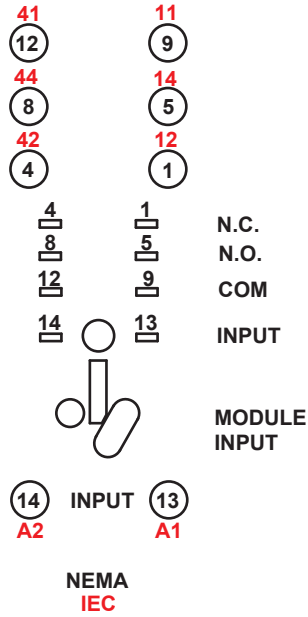 41 11
12 9
44 14
8 5
42 12
4 1
4 1 N.C.
8 5 N.O.
12 9 COM
14 13 INPUT
MODULE
INPUT
14 INPUT 13
A2 A1
NEMA
IEC